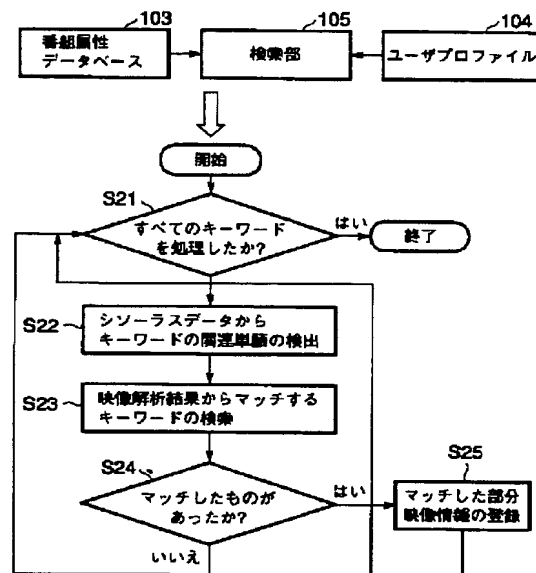 103
105
104
番組属性
データベース
検索部
ユーザプロファイル
開始
S21
すべてのキーワード
を処理したか?
はい
終了
S22
シソーラスデータから
キーワードの関連単語の検出
S23
映像解析結果からマッチする
キーワードの検索
S24
マッチしたものが
あったか?
はい
いいえ
S25
マッチした部分
映像情報の登録